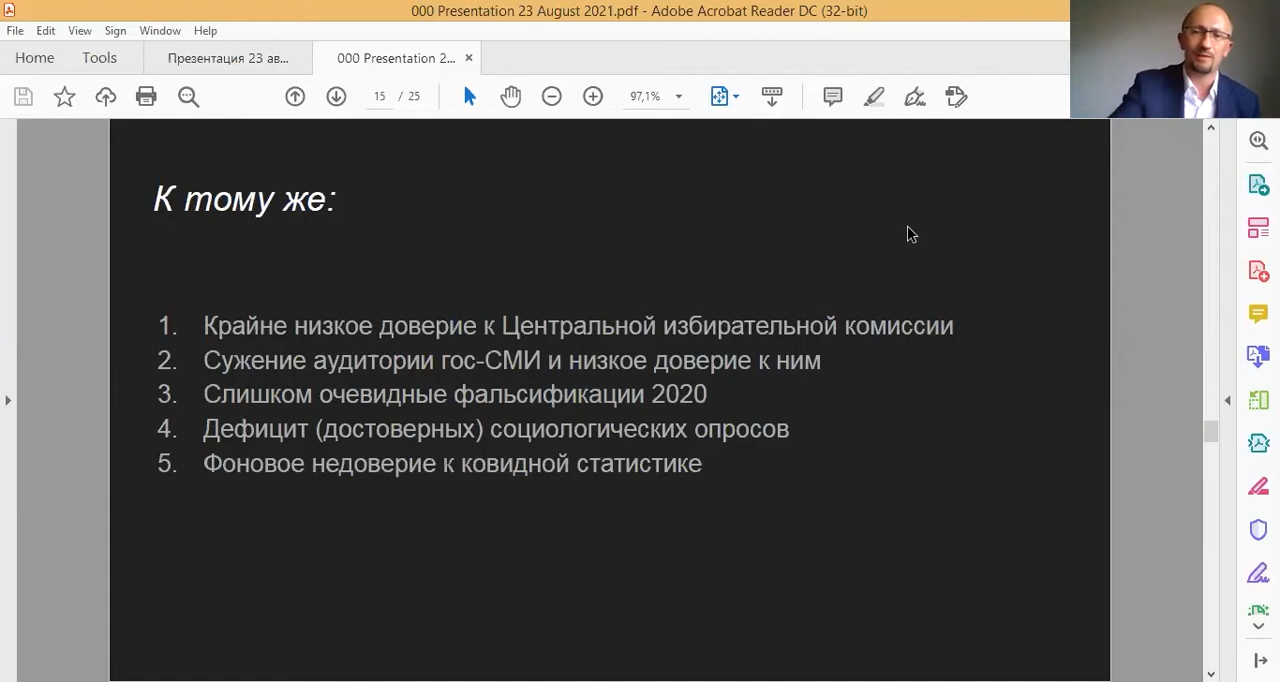 000 Presentation 23 August 2021.pdf - Adobe Acrobat Reader DC (32-bit)
File Edit View Sign Window Help
Home Tools Презентация 23 ав... 000 Presentation 2... ×
15 / 25 97,1%
К тому же:
1. Крайне низкое доверие к Центральной избирательной комиссии
2. Сужение аудитории гос-СМИ и низкое доверие к ним
3. Слишком очевидные фальсификации 2020
4. Дефицит (достоверных) социологических опросов
5. Фоновое недоверие к ковидной статистике